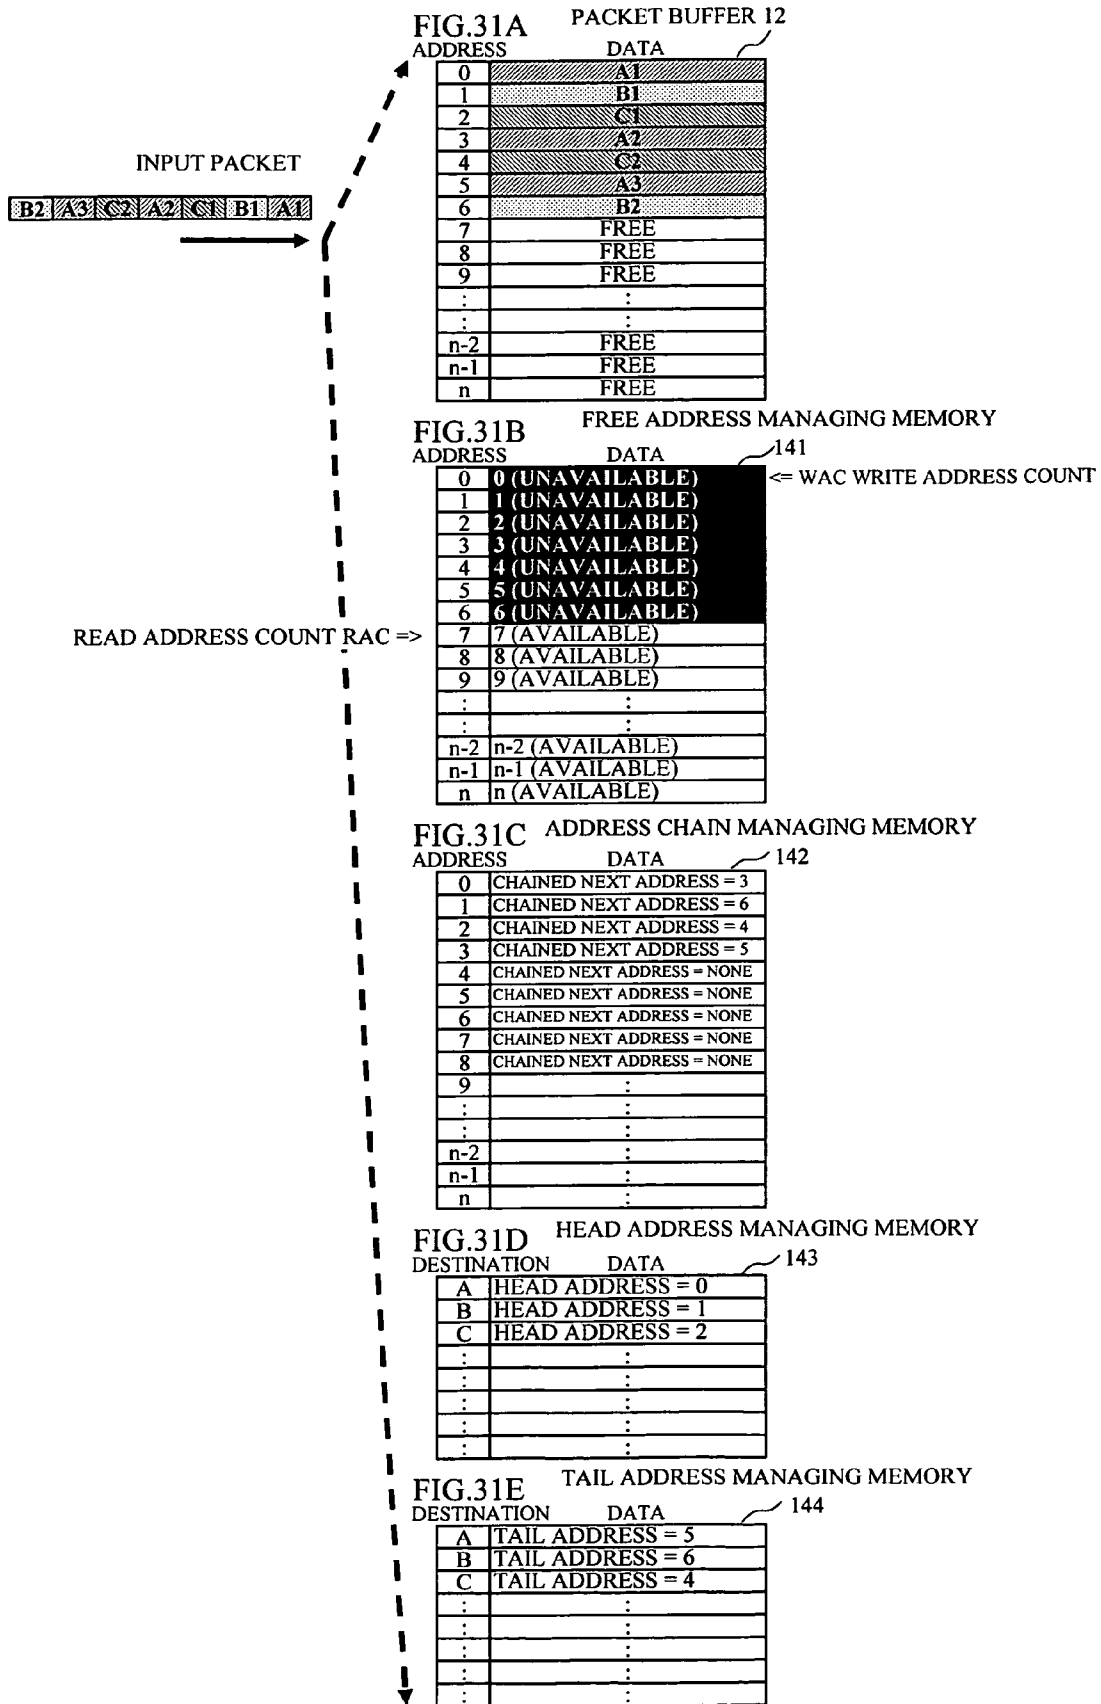 FIG.31A PACKET BUFFER 12
ADDRESS DATA
0 A1
1 B1
2 C1
3 A2
4 C2
5 A3
6 B2
7 FREE
8 FREE
9 FREE
: :
: :
n-2 FREE
n-1 FREE
n FREE
INPUT PACKET
B2 A3 C2 A2 C1 B1 A1
FIG.31B FREE ADDRESS MANAGING MEMORY
141
ADDRESS DATA
0 0 (UNAVAILABLE) <= WAC WRITE ADDRESS COUNT
1 1 (UNAVAILABLE)
2 2 (UNAVAILABLE)
3 3 (UNAVAILABLE)
4 4 (UNAVAILABLE)
5 5 (UNAVAILABLE)
6 6 (UNAVAILABLE)
READ ADDRESS COUNT RAC => 7 7 (AVAILABLE)
8 8 (AVAILABLE)
9 9 (AVAILABLE)
: :
: :
n-2 n-2 (AVAILABLE)
n-1 n-1 (AVAILABLE)
n n (AVAILABLE)
FIG.31C ADDRESS CHAIN MANAGING MEMORY
ADDRESS DATA 142
0 CHAINED NEXT ADDRESS = 3
1 CHAINED NEXT ADDRESS = 6
2 CHAINED NEXT ADDRESS = 4
3 CHAINED NEXT ADDRESS = 5
4 CHAINED NEXT ADDRESS = NONE
5 CHAINED NEXT ADDRESS = NONE
6 CHAINED NEXT ADDRESS = NONE
7 CHAINED NEXT ADDRESS = NONE
8 CHAINED NEXT ADDRESS = NONE
9 :
: :
: :
n-2 :
n-1 :
n :
FIG.31D HEAD ADDRESS MANAGING MEMORY
DESTINATION DATA 143
A HEAD ADDRESS = 0
B HEAD ADDRESS = 1
C HEAD ADDRESS = 2
: :
: :
: :
: :
: :
FIG.31E TAIL ADDRESS MANAGING MEMORY
DESTINATION DATA 144
A TAIL ADDRESS = 5
B TAIL ADDRESS = 6
C TAIL ADDRESS = 4
: :
: :
: :
: :
: :